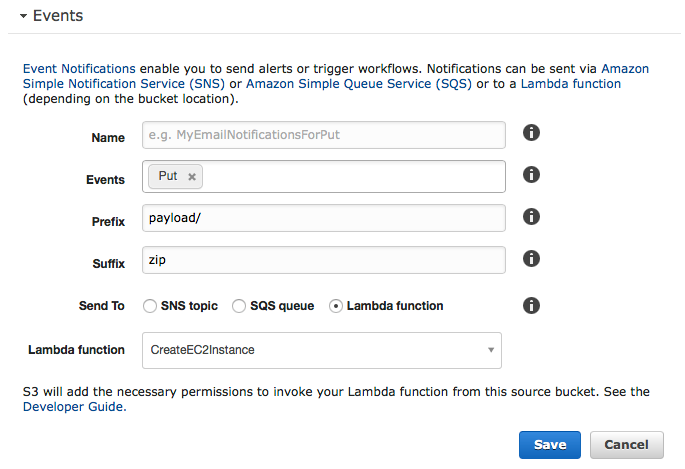 Events
Event Notifications enable you to send alerts or trigger workflows. Notifications can be sent via Amazon
Simple Notification Service (SNS) or Amazon Simple Queue Service (SQS) or to a Lambda function
(depending on the bucket location).
Name e.g. MyEmailNotificationsForPut
Events Put ×
Prefix payload/
Suffix zip
Send To SNS topic SQS queue Lambda function
Lambda function CreateEC2Instance
S3 will add the necessary permissions to invoke your Lambda function from this source bucket. See the
Developer Guide.
Save Cancel